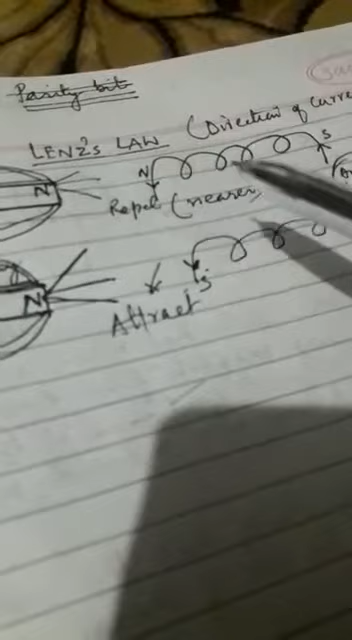 Parity bit
LENZ'S LAW (Direction of curre
N N S
Repel (nearer)
N S
Attract